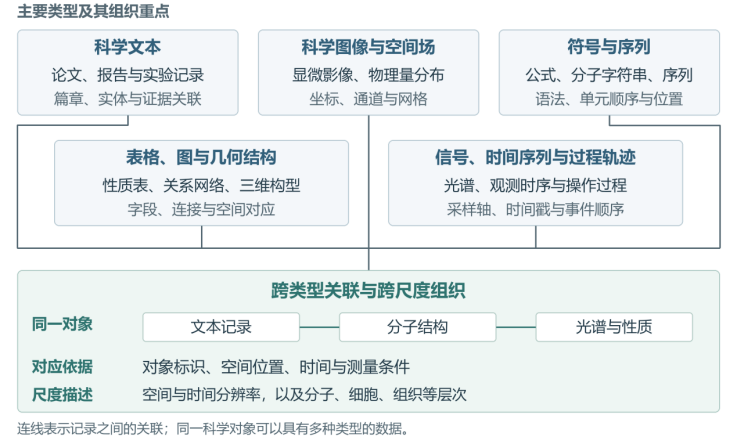 主要类型及其组织重点
科学文本
论文、报告与实验记录
篇章、实体与证据关联
科学图像与空间场
显微影像、物理量分布
坐标、通道与网格
符号与序列
公式、分子字符串、序列
语法、单元顺序与位置
表格、图与几何结构
性质表、关系网络、三维构型
字段、连接与空间对应
信号、时间序列与过程轨迹
光谱、观测时序与操作过程
采样轴、时间戳与事件顺序
跨类型关联与跨尺度组织
同一对象
文本记录
分子结构
光谱与性质
对应依据
对象标识、空间位置、时间与测量条件
尺度描述
空间与时间分辨率，以及分子、细胞、组织等层次
连线表示记录之间的关联；同一科学对象可以具有多种类型的数据。